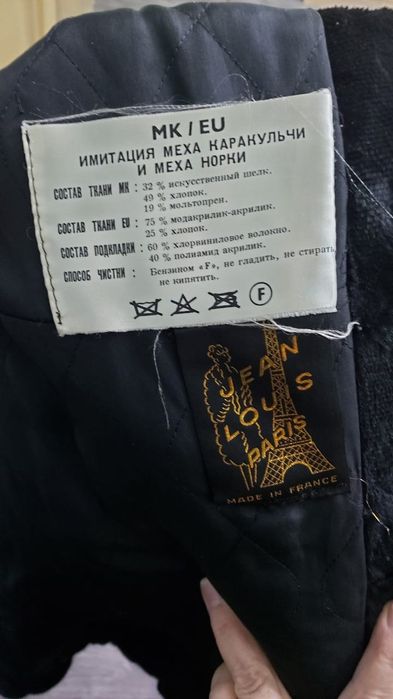 MK / EU
ИМИТАЦИЯ МЕХА КАРАКУЛЬЧИ
И МЕХА НОРКИ
СОСТАВ ТКАНИ МК : 32 % искусственный шелк.
49 % хлопок.
19 % мольтопрен.
СОСТАВ ТКАНИ EU : 75 % модакрилик-акрилик.
25 % хлопок.
СОСТАВ ПОДКЛАДКИ : 60 % хлорвиниловое волокно.
40 % полиамид акрилик.
СПОСОБ ЧИСТКИ : Бензином «F», не гладить, не стирать,
не кипятить.
F
JEAN
LOUIS
PARIS
MADE IN FRANCE